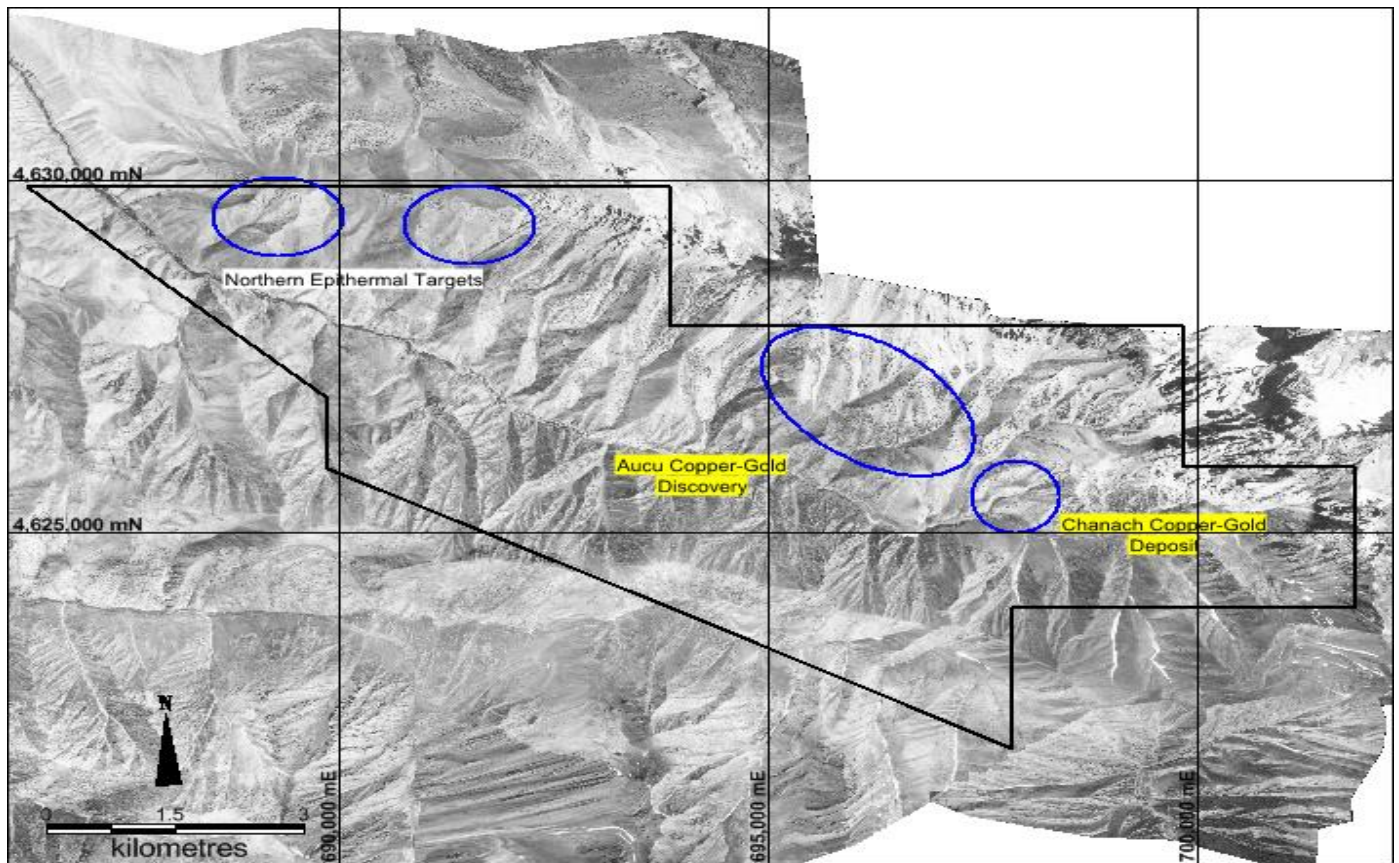 4,630,000 mN
Northern Epithermal Targets
Aucu Copper-Gold
Discovery
4,625,000 mN
Chanach Copper-Gold
Deposit
N
0 1.5 3
kilometres
690,000 mE
695,000 mE
700,000 mE